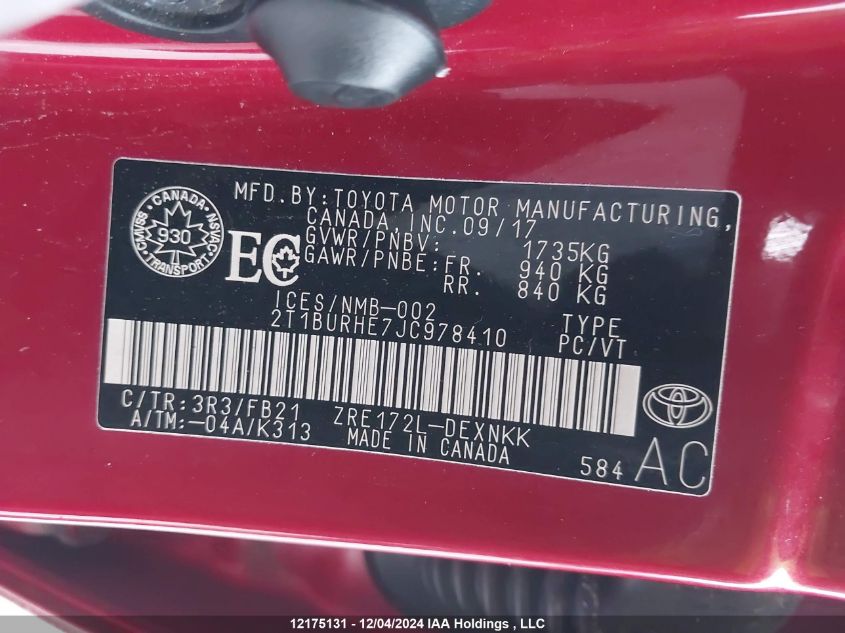 MFD.BY:TOYOTA MOTOR MANUFACTURING,
CANADA, INC.09/17
GVWR/PNBV: 1735KG
GAWR/PNBE:FR. 940 KG
RR. 840 KG
CANADA
930
TRANSPORT
CMVSS
NSVAC
EC
ICES/NMB-002
2T1BURHE7JC978410
TYPE
PC/VT
C/TR:3R3/FB21 ZRE172L-DEXNKK
A/TM:-04A/K313 MADE IN CANADA
584 AC
12175131 - 12/04/2024 IAA Holdings , LLC